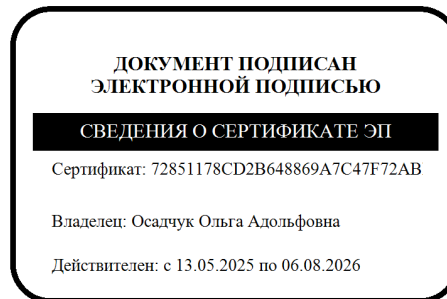 ДОКУМЕНТ ПОДПИСАН
ЭЛЕКТРОННОЙ ПОДПИСЬЮ
СВЕДЕНИЯ О СЕРТИФИКАТЕ ЭП
Сертификат: 72851178CD2B648869A7C47F72AB
Владелец: Осадчук Ольга Адольфовна
Действителен: с 13.05.2025 по 06.08.2026